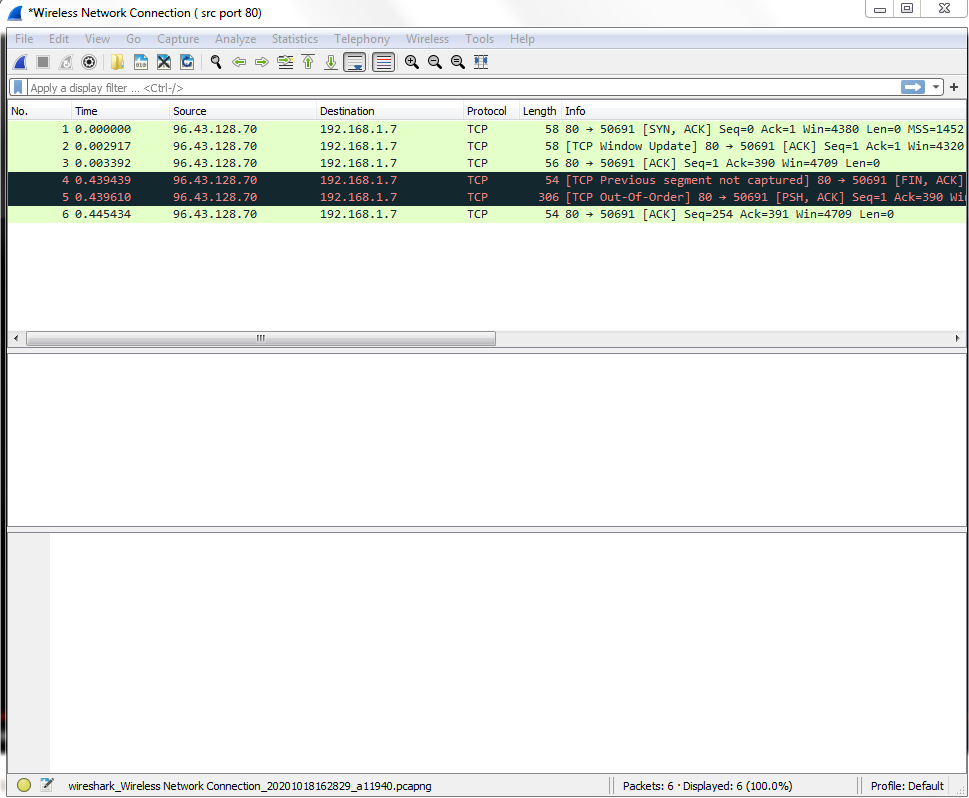 *Wireless Network Connection ( src port 80)
File Edit View Go Capture Analyze Statistics Telephony Wireless Tools Help
Apply a display filter ... <Ctrl-/>
No. Time Source Destination Protocol Length Info
1 0.000000 96.43.128.70 192.168.1.7 TCP 58 80 → 50691 [SYN, ACK] Seq=0 Ack=1 Win=4380 Len=0 MSS=1452
2 0.002917 96.43.128.70 192.168.1.7 TCP 58 [TCP Window Update] 80 → 50691 [ACK] Seq=1 Ack=1 Win=4320
3 0.003392 96.43.128.70 192.168.1.7 TCP 56 80 → 50691 [ACK] Seq=1 Ack=390 Win=4709 Len=0
4 0.439439 96.43.128.70 192.168.1.7 TCP 54 [TCP Previous segment not captured] 80 → 50691 [FIN, ACK]
5 0.439610 96.43.128.70 192.168.1.7 TCP 306 [TCP Out-Of-Order] 80 → 50691 [PSH, ACK] Seq=1 Ack=390 Wi
6 0.445434 96.43.128.70 192.168.1.7 TCP 54 80 → 50691 [ACK] Seq=254 Ack=391 Win=4709 Len=0
wireshark_Wireless Network Connection_20201018162829_a11940.pcapng Packets: 6 · Displayed: 6 (100.0%) Profile: Default